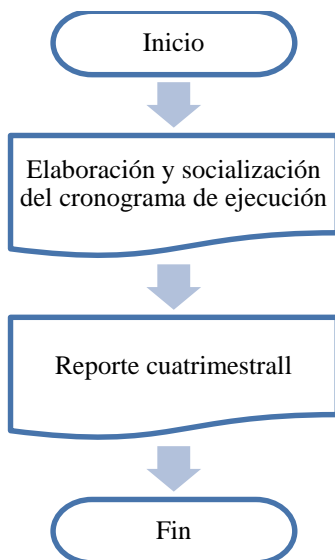 Inicio
Elaboración y socialización
del cronograma de ejecución
Reporte cuatrimestrall
Fin